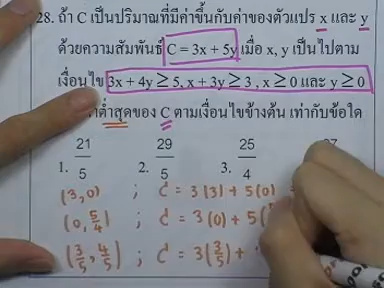 28. ถ้า C เป็นปริมาณที่มีค่าขึ้นกับค่าของตัวแปร x และ y
ด้วยความสัมพันธ์ C = 3x + 5y เมื่อ x, y เป็นไปตาม
เงื่อนไข 3x + 4y ≥ 5, x + 3y ≥ 3 , x ≥ 0 และ y ≥ 0
ต่ำสุดของ C ตามเงื่อนไขข้างต้น เท่ากับข้อใด
1. 21/5 2. 29/5 3. 25/4
(3, 0) ; C = 3(3) + 5(0)
(0, 5/4) ; C = 3(0) + 5(
(3/5, 4/5) ; C = 3(3/5) +